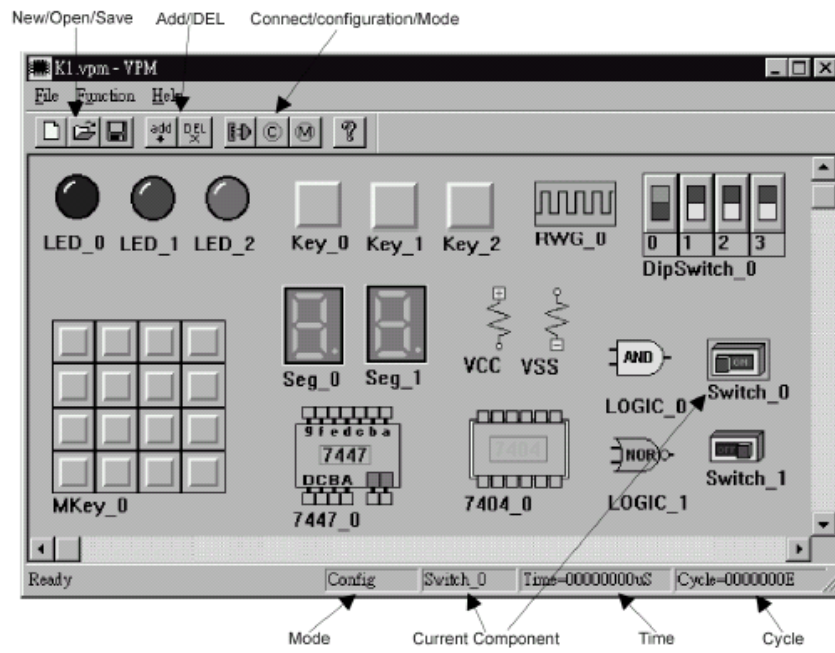 New/Open/Save Add/DEL Connect/configuration/Mode
K1.vpm - VPM
File Function Help
add DEL C M ?
LED_0 LED_1 LED_2 Key_0 Key_1 Key_2 RWG_0
0 1 2 3
DipSwitch_0
Seg_0 Seg_1 VCC VSS
AND
LOGIC_0
ON
Switch_0
MKey_0
g f e d c b a
7447
DCBA
7447_0
7404
7404_0
NOR
LOGIC_1
Switch_1
Ready Config Switch_0 Time=00000000uS Cycle=0000000E
Mode Current Component Time Cycle